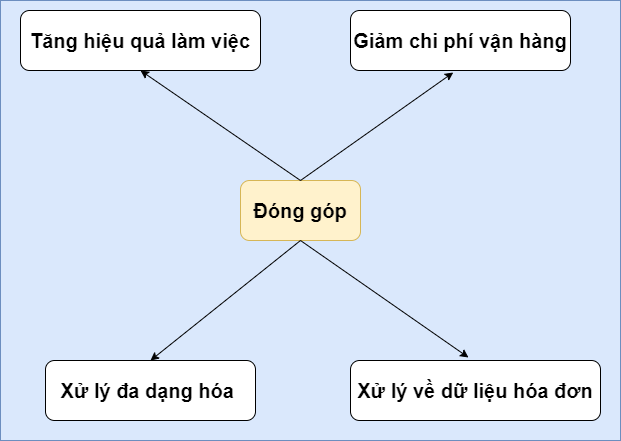 Tăng hiệu quả làm việc
Giảm chi phí vận hàng
Đóng góp
Xử lý đa dạng hóa
Xử lý về dữ liệu hóa đơn